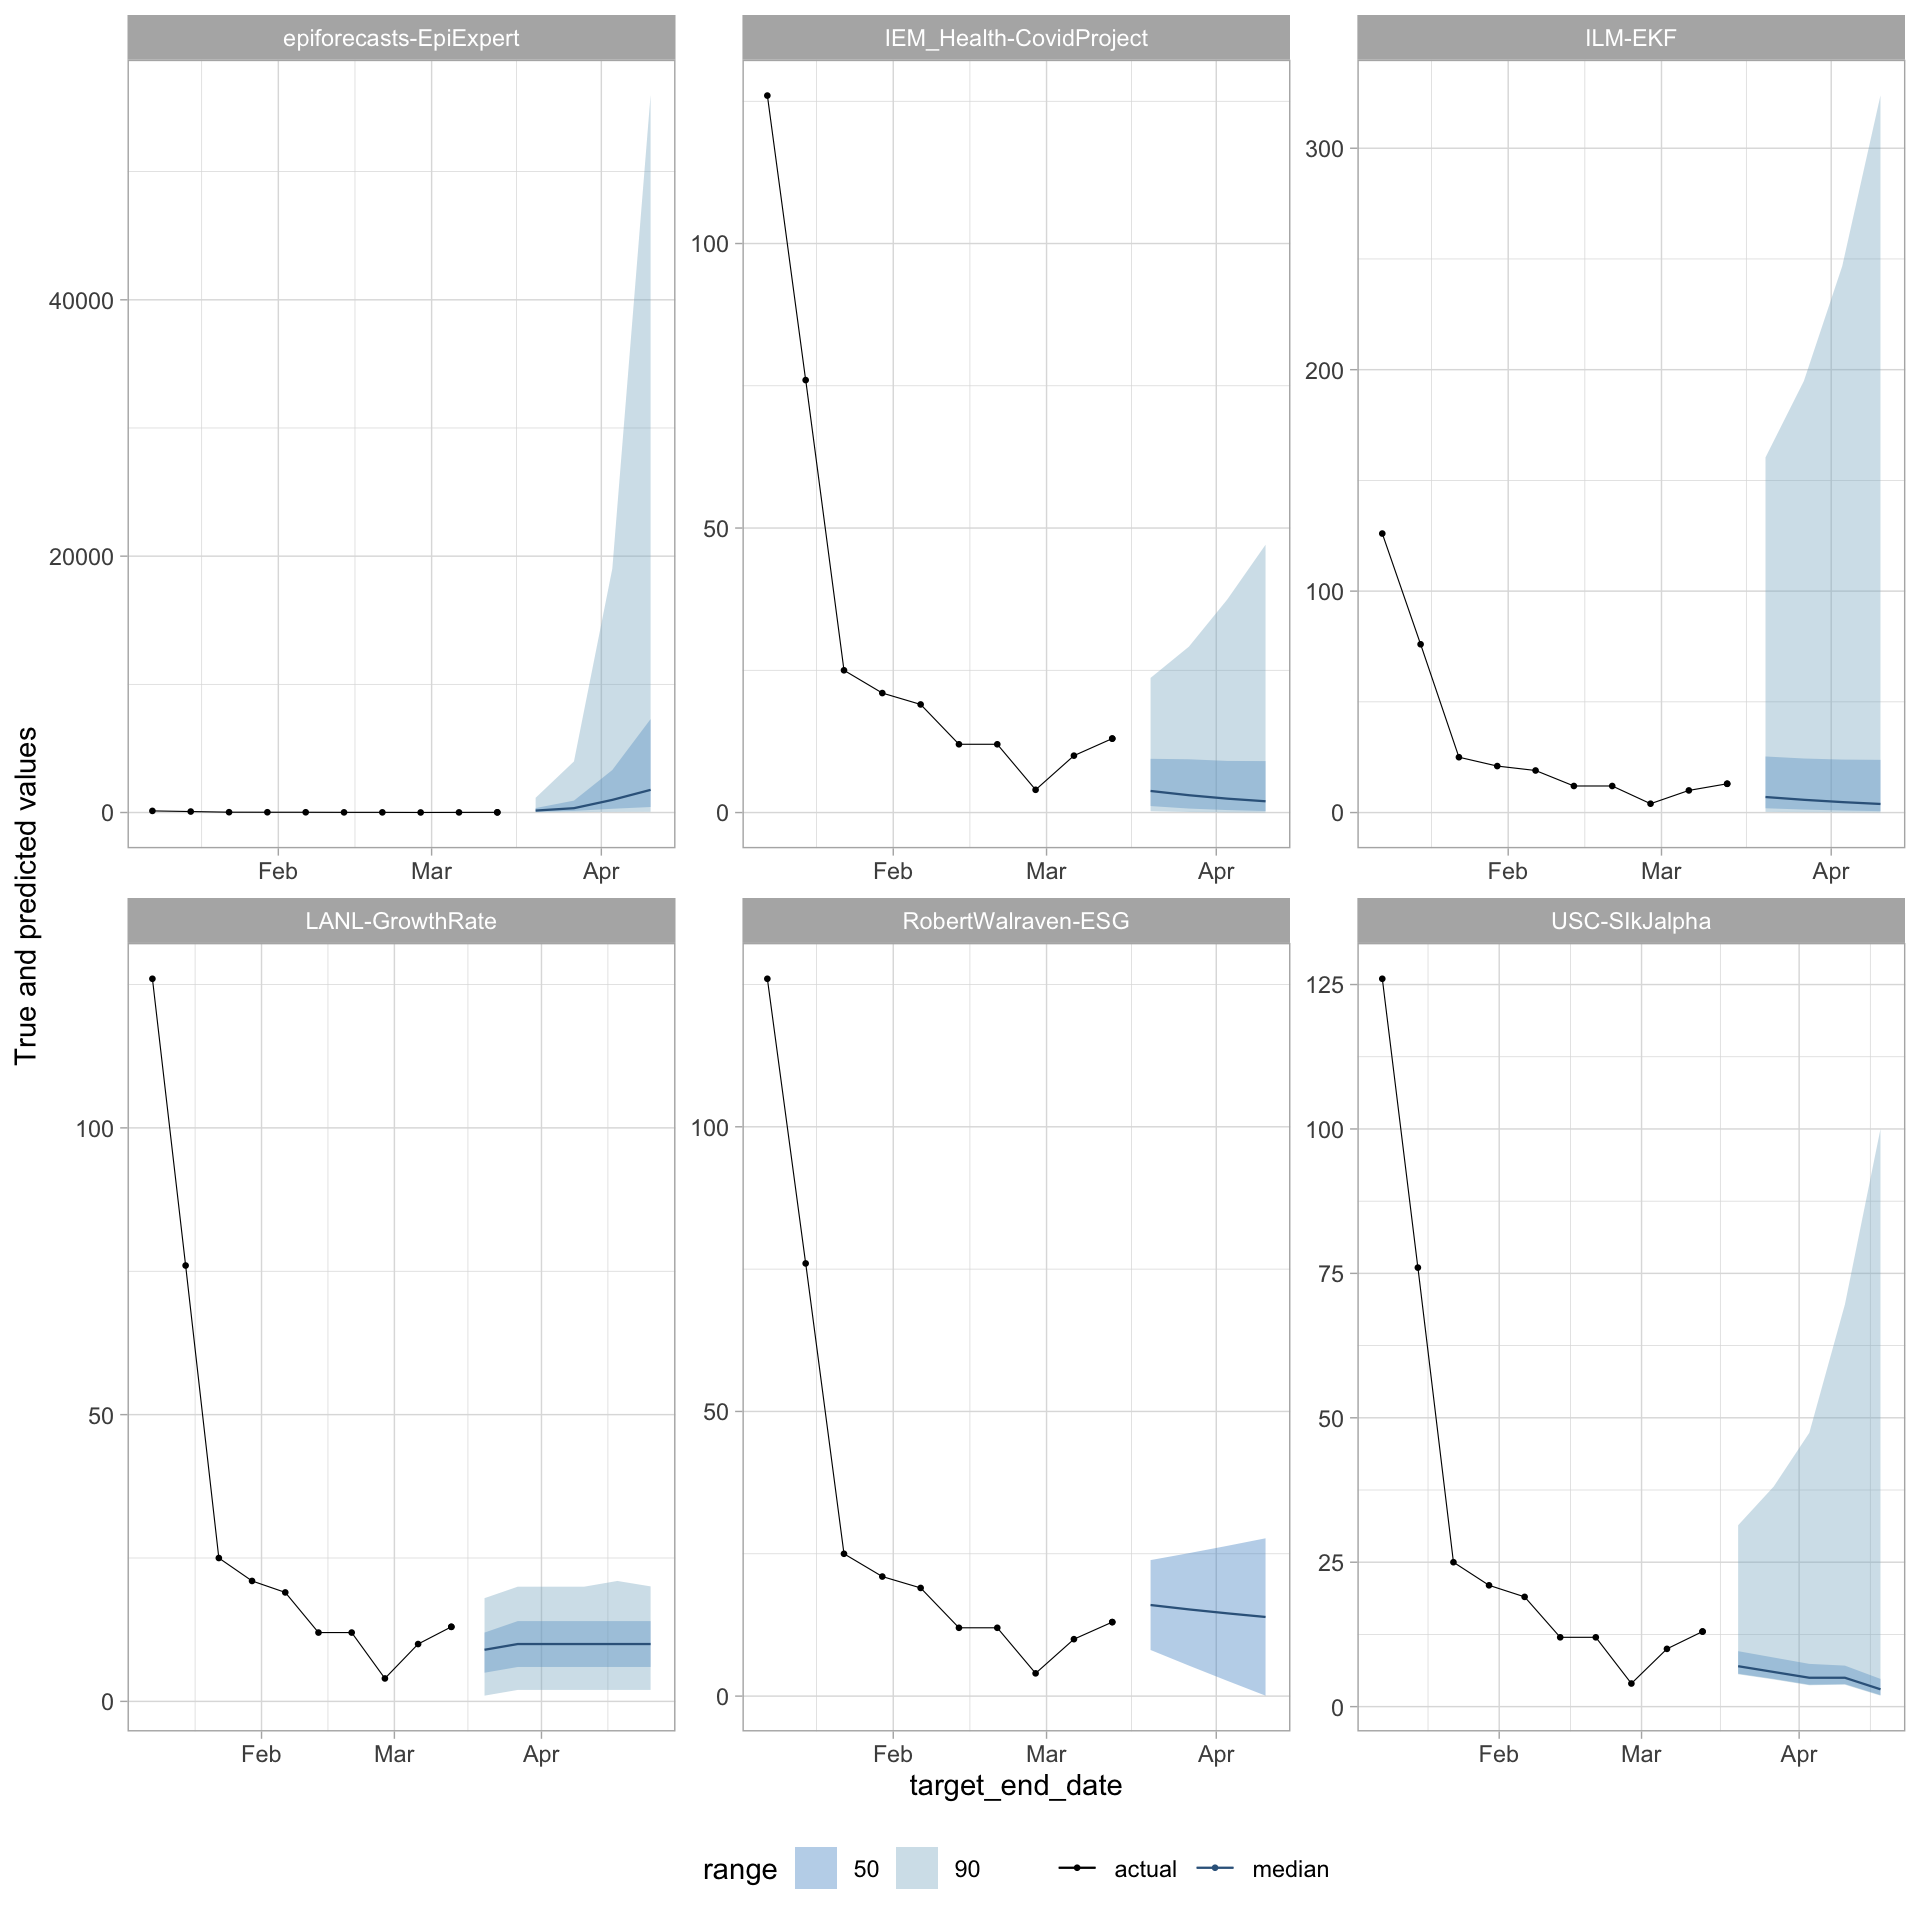 epiforecasts-EpiExpert
IEM_Health-CovidProject
ILM-EKF
40000
20000
0
Feb Mar Apr
100
50
0
Feb Mar Apr
300
200
100
0
Feb Mar Apr
True and predicted values
LANL-GrowthRate
RobertWalraven-ESG
USC-SIkJalpha
100
50
0
Feb Mar Apr
100
50
0
Feb Mar Apr
125
100
75
50
25
0
Feb Mar Apr
target_end_date
range 50 90 actual median